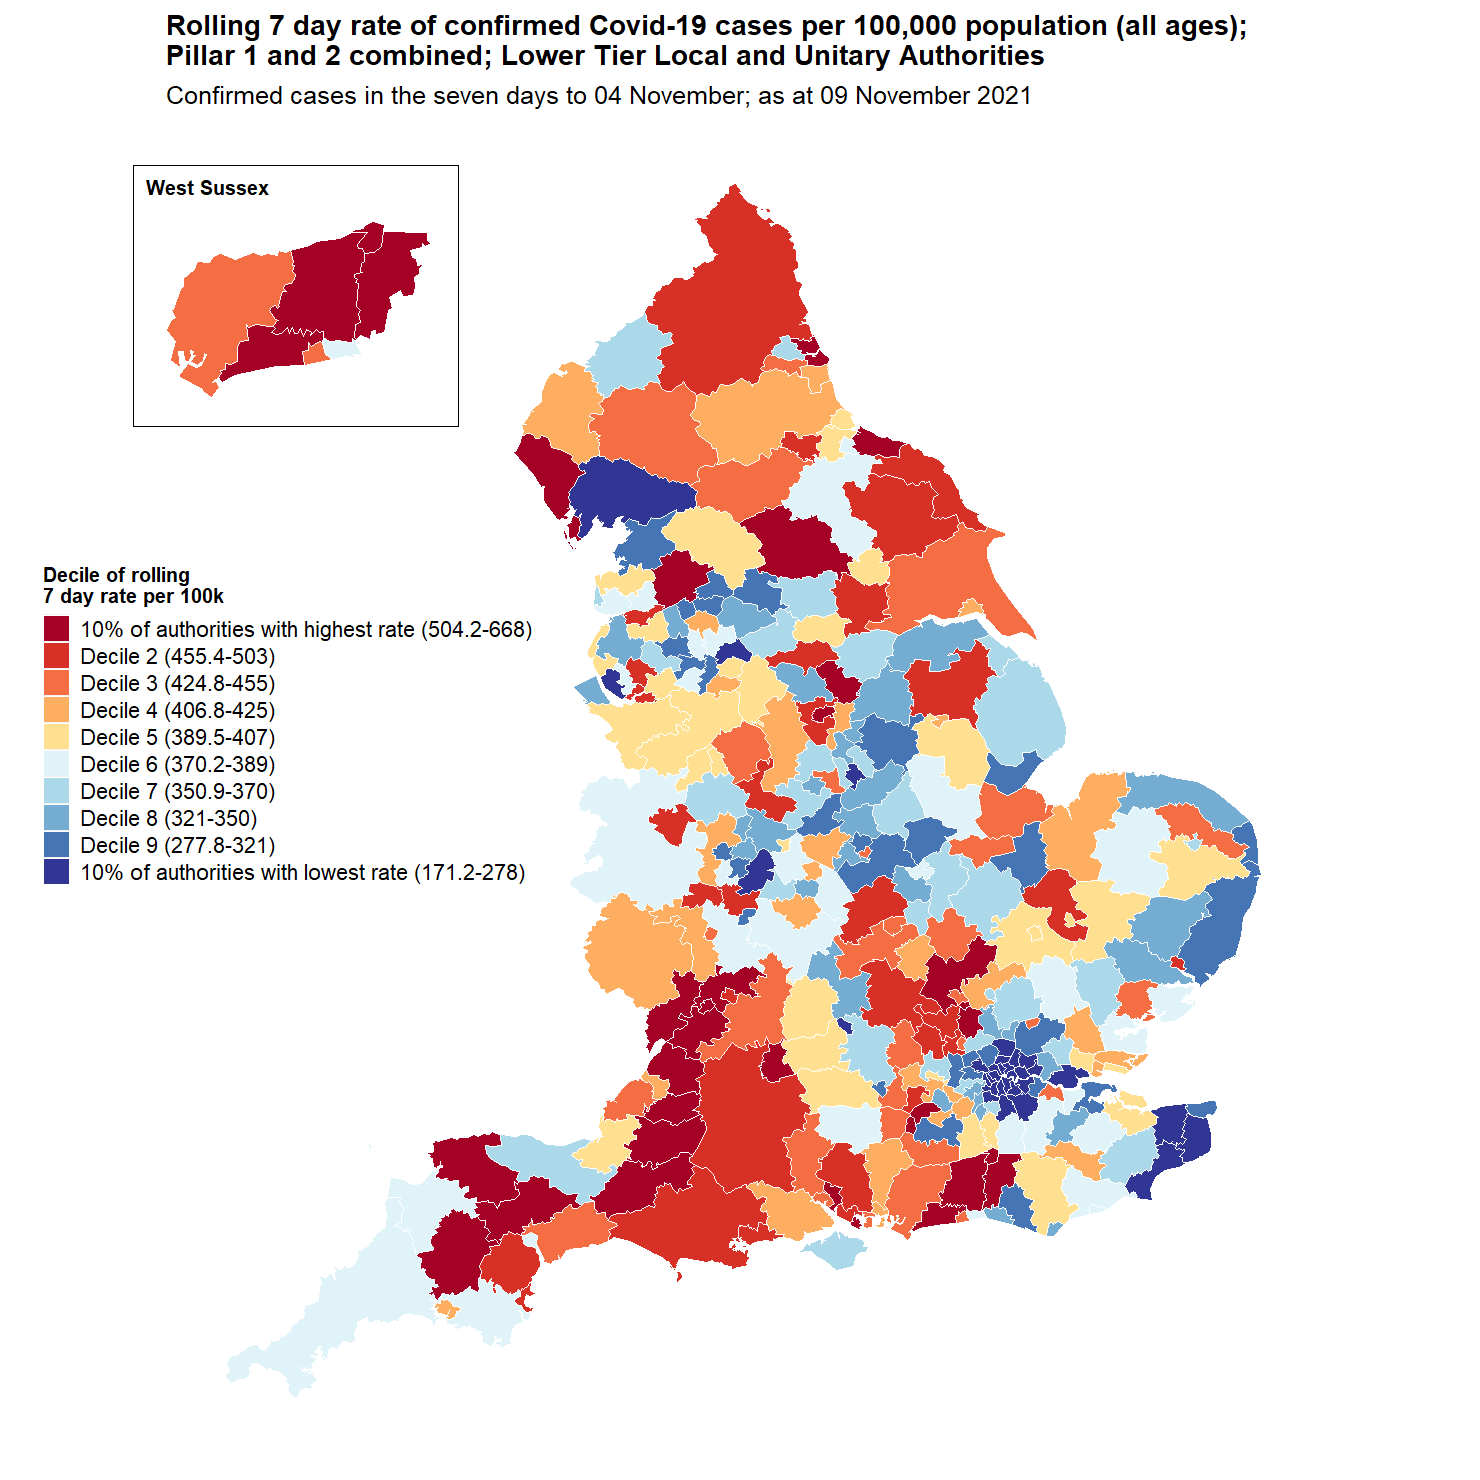 Rolling 7 day rate of confirmed Covid-19 cases per 100,000 population (all ages);
Pillar 1 and 2 combined; Lower Tier Local and Unitary Authorities
Confirmed cases in the seven days to 04 November; as at 09 November 2021
West Sussex
Decile of rolling
7 day rate per 100k
10% of authorities with highest rate (504.2-668)
Decile 2 (455.4-503)
Decile 3 (424.8-455)
Decile 4 (406.8-425)
Decile 5 (389.5-407)
Decile 6 (370.2-389)
Decile 7 (350.9-370)
Decile 8 (321-350)
Decile 9 (277.8-321)
10% of authorities with lowest rate (171.2-278)